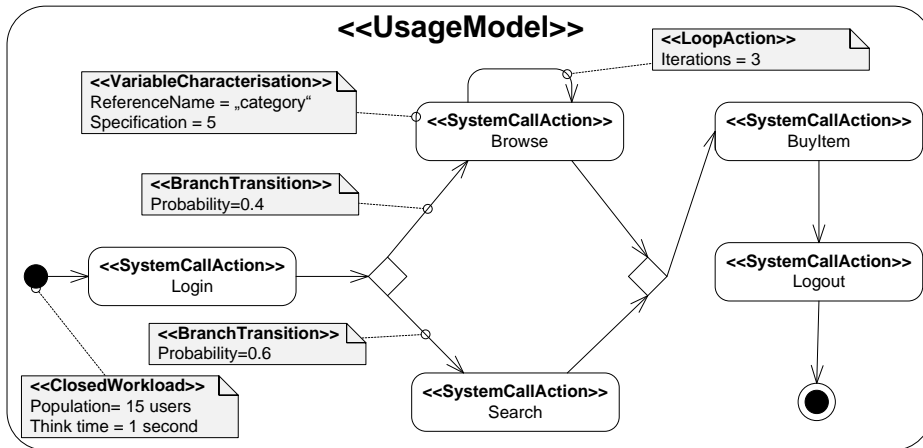 <<UsageModel>>
<<LoopAction>>
Iterations = 3
<<VariableCharacterisation>>
ReferenceName = „category“
Specification = 5
<<SystemCallAction>>
Browse
<<SystemCallAction>>
BuyItem
<<BranchTransition>>
Probability=0.4
<<SystemCallAction>>
Login
<<SystemCallAction>>
Logout
<<BranchTransition>>
Probability=0.6
<<ClosedWorkload>>
Population= 15 users
Think time = 1 second
<<SystemCallAction>>
Search